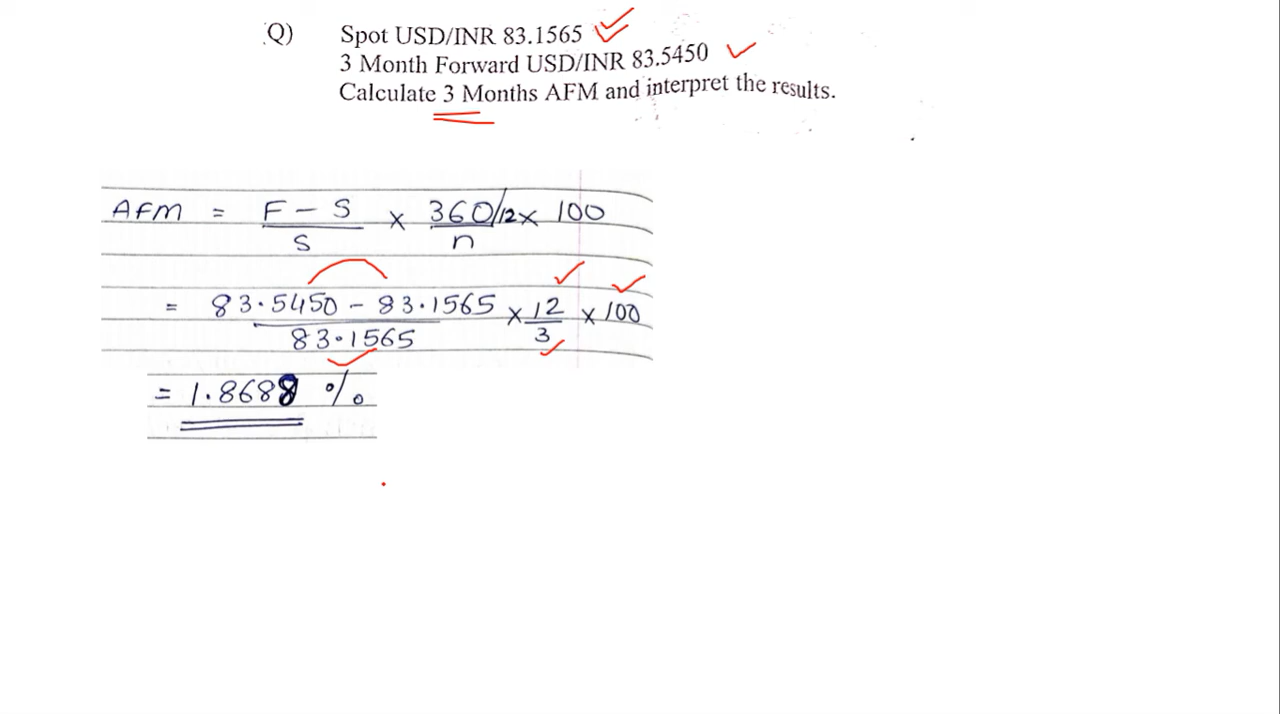 Q) Spot USD/INR 83.1565
3 Month Forward USD/INR 83.5450
Calculate 3 Months AFM and interpret the results.
AFM = F - S / S × 360/12 / n × 100
= 83.5450 - 83.1565 / 83.1565 × 12/3 × 100
= 1.8688 %